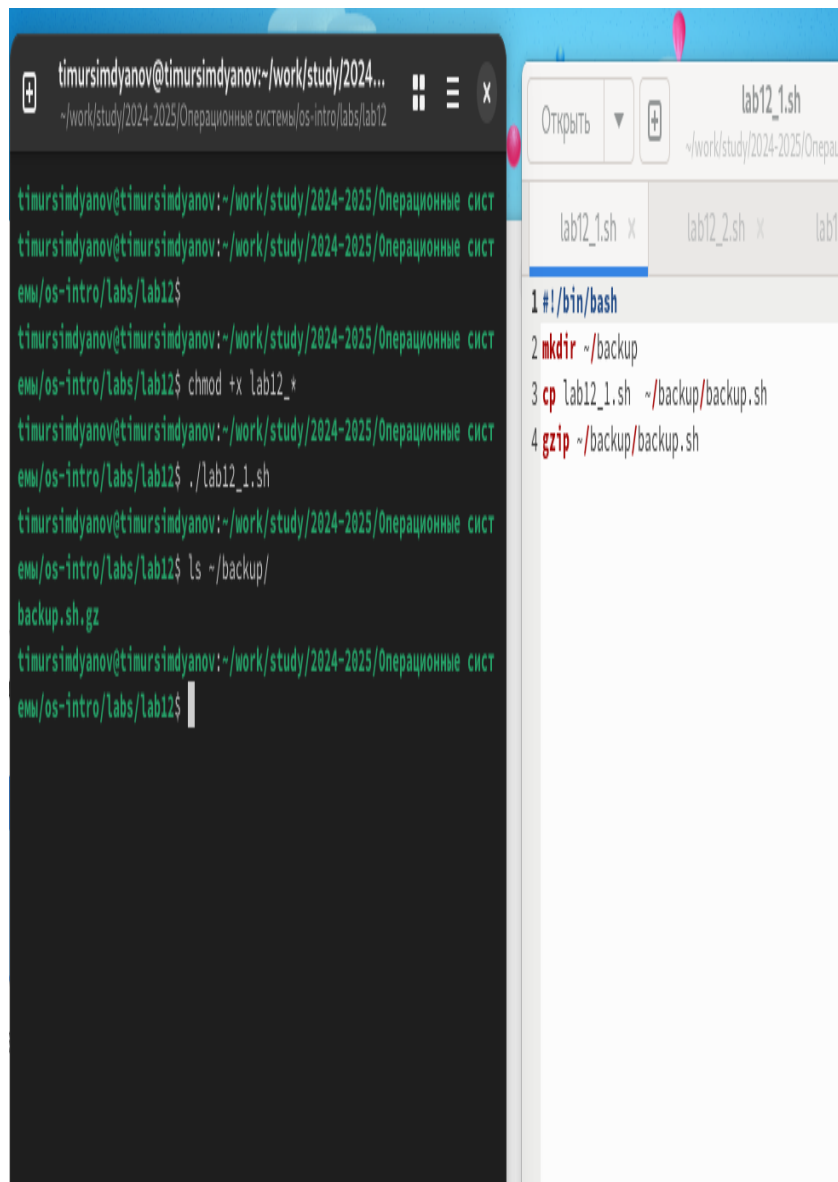 timursimdyanov@timursimdyanov:~/work/study/2024...
~/work/study/2024-2025/Операционные системы/os-intro/labs/lab12
timursimdyanov@timursimdyanov:~/work/study/2024-2025/Операционные сист
timursimdyanov@timursimdyanov:~/work/study/2024-2025/Операционные сист
емы/os-intro/labs/lab12$
timursimdyanov@timursimdyanov:~/work/study/2024-2025/Операционные сист
емы/os-intro/labs/lab12$ chmod +x lab12_*
timursimdyanov@timursimdyanov:~/work/study/2024-2025/Операционные сист
емы/os-intro/labs/lab12$ ./lab12_1.sh
timursimdyanov@timursimdyanov:~/work/study/2024-2025/Операционные сист
емы/os-intro/labs/lab12$ ls ~/backup/
backup.sh.gz
timursimdyanov@timursimdyanov:~/work/study/2024-2025/Операционные сист
емы/os-intro/labs/lab12$
Открыть
lab12_1.sh
~/work/study/2024-2025/Операц
lab12_1.sh × lab12_2.sh × lab1
1 #!/bin/bash
2 mkdir ~/backup
3 cp lab12_1.sh ~/backup/backup.sh
4 gzip ~/backup/backup.sh